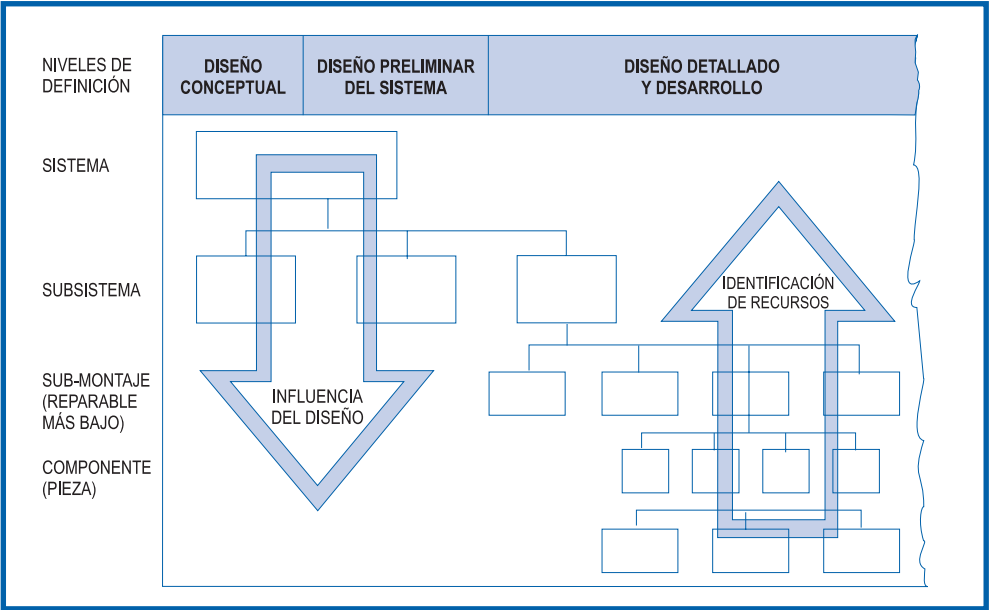 NIVELES DE
DEFINICIÓN
DISEÑO
CONCEPTUAL
DISEÑO PRELIMINAR
DEL SISTEMA
DISEÑO DETALLADO
Y DESARROLLO
SISTEMA
SUBSISTEMA
IDENTIFICACIÓN
DE RECURSOS
SUB-MONTAJE
(REPARABLE
MÁS BAJO)
INFLUENCIA
DEL DISEÑO
COMPONENTE
(PIEZA)